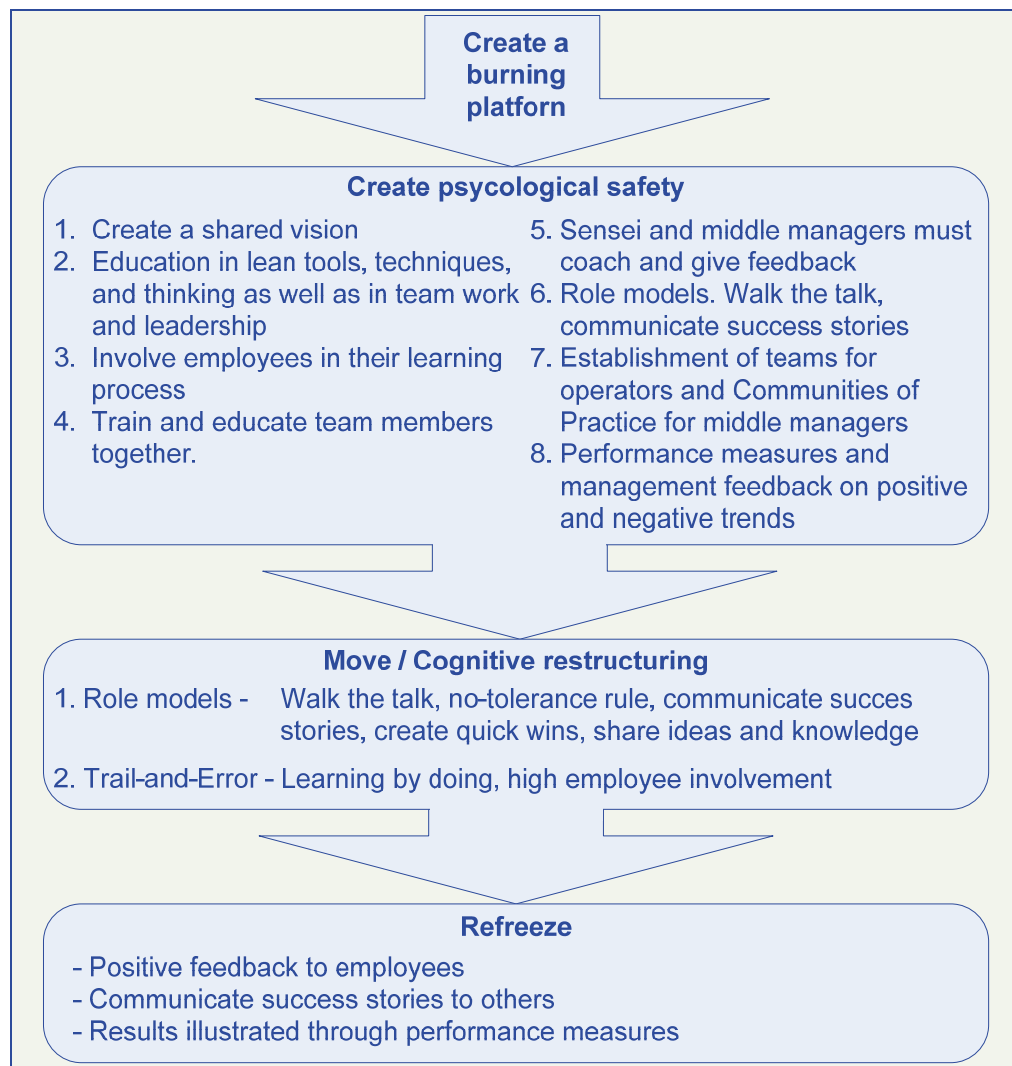 Create a
burning
platforn
Create psycological safety
1. Create a shared vision
2. Education in lean tools, techniques,
and thinking as well as in team work
and leadership
3. Involve employees in their learning
process
4. Train and educate team members
together.
5. Sensei and middle managers must
coach and give feedback
6. Role models. Walk the talk,
communicate success stories
7. Establishment of teams for
operators and Communities of
Practice for middle managers
8. Performance measures and
management feedback on positive
and negative trends
Move / Cognitive restructuring
1. Role models - Walk the talk, no-tolerance rule, communicate succes
stories, create quick wins, share ideas and knowledge
2. Trail-and-Error - Learning by doing, high employee involvement
Refreeze
- Positive feedback to employees
- Communicate success stories to others
- Results illustrated through performance measures